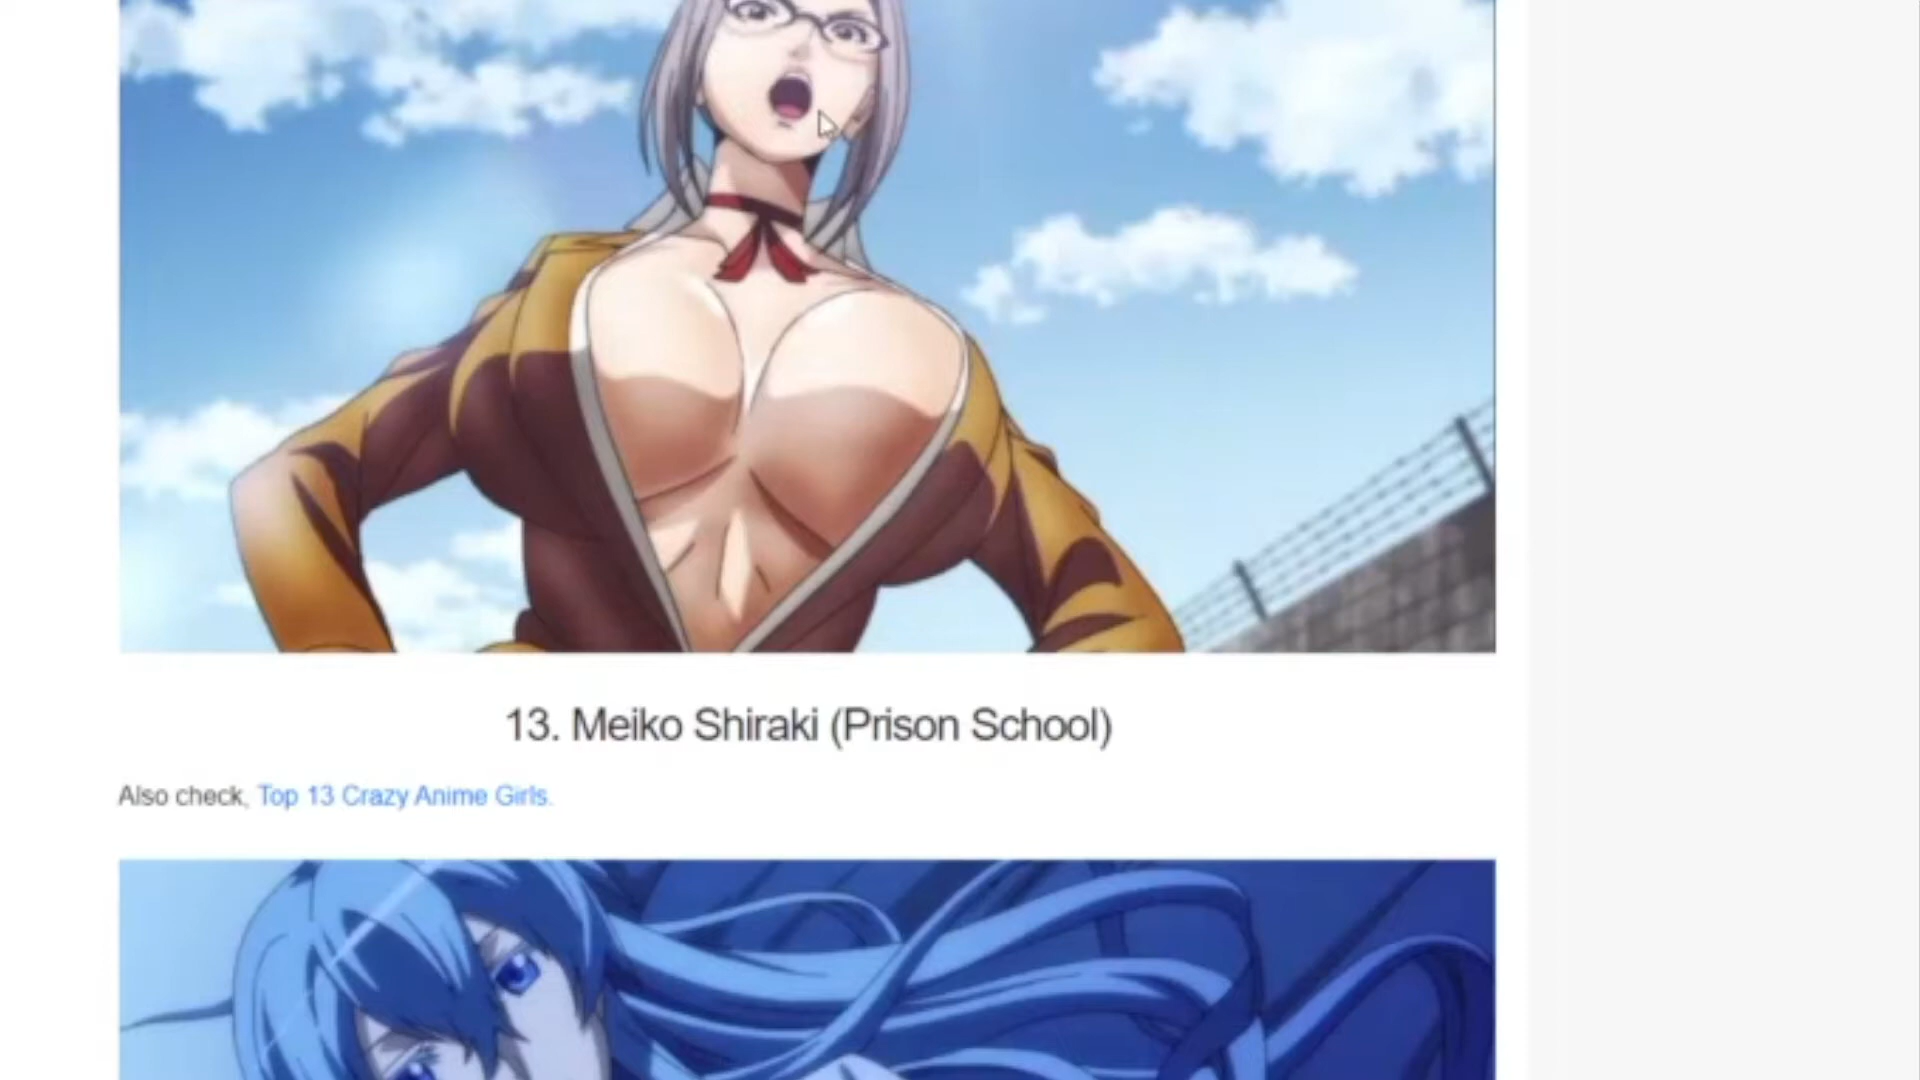 13. Meiko Shiraki (Prison School)
Also check, Top 13 Crazy Anime Girls.